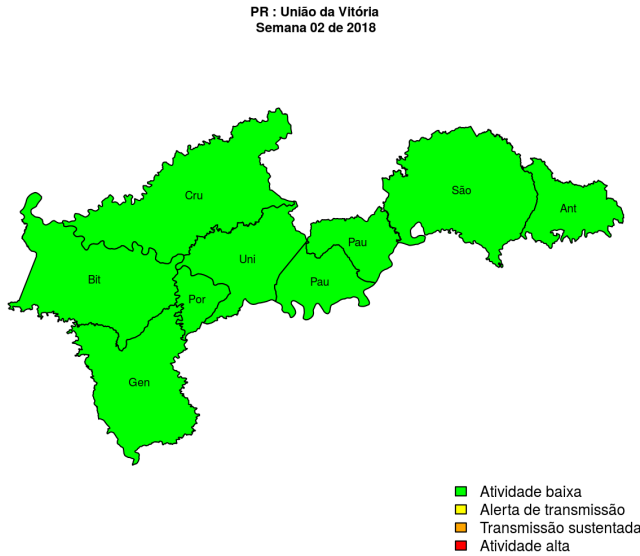 PR : União da Vitória
Semana 02 de 2018
Cru
São
Ant
Pau
Uni
Bit
Pau
Por
Gen
Atividade baixa
Alerta de transmissão
Transmissão sustentada
Atividade alta